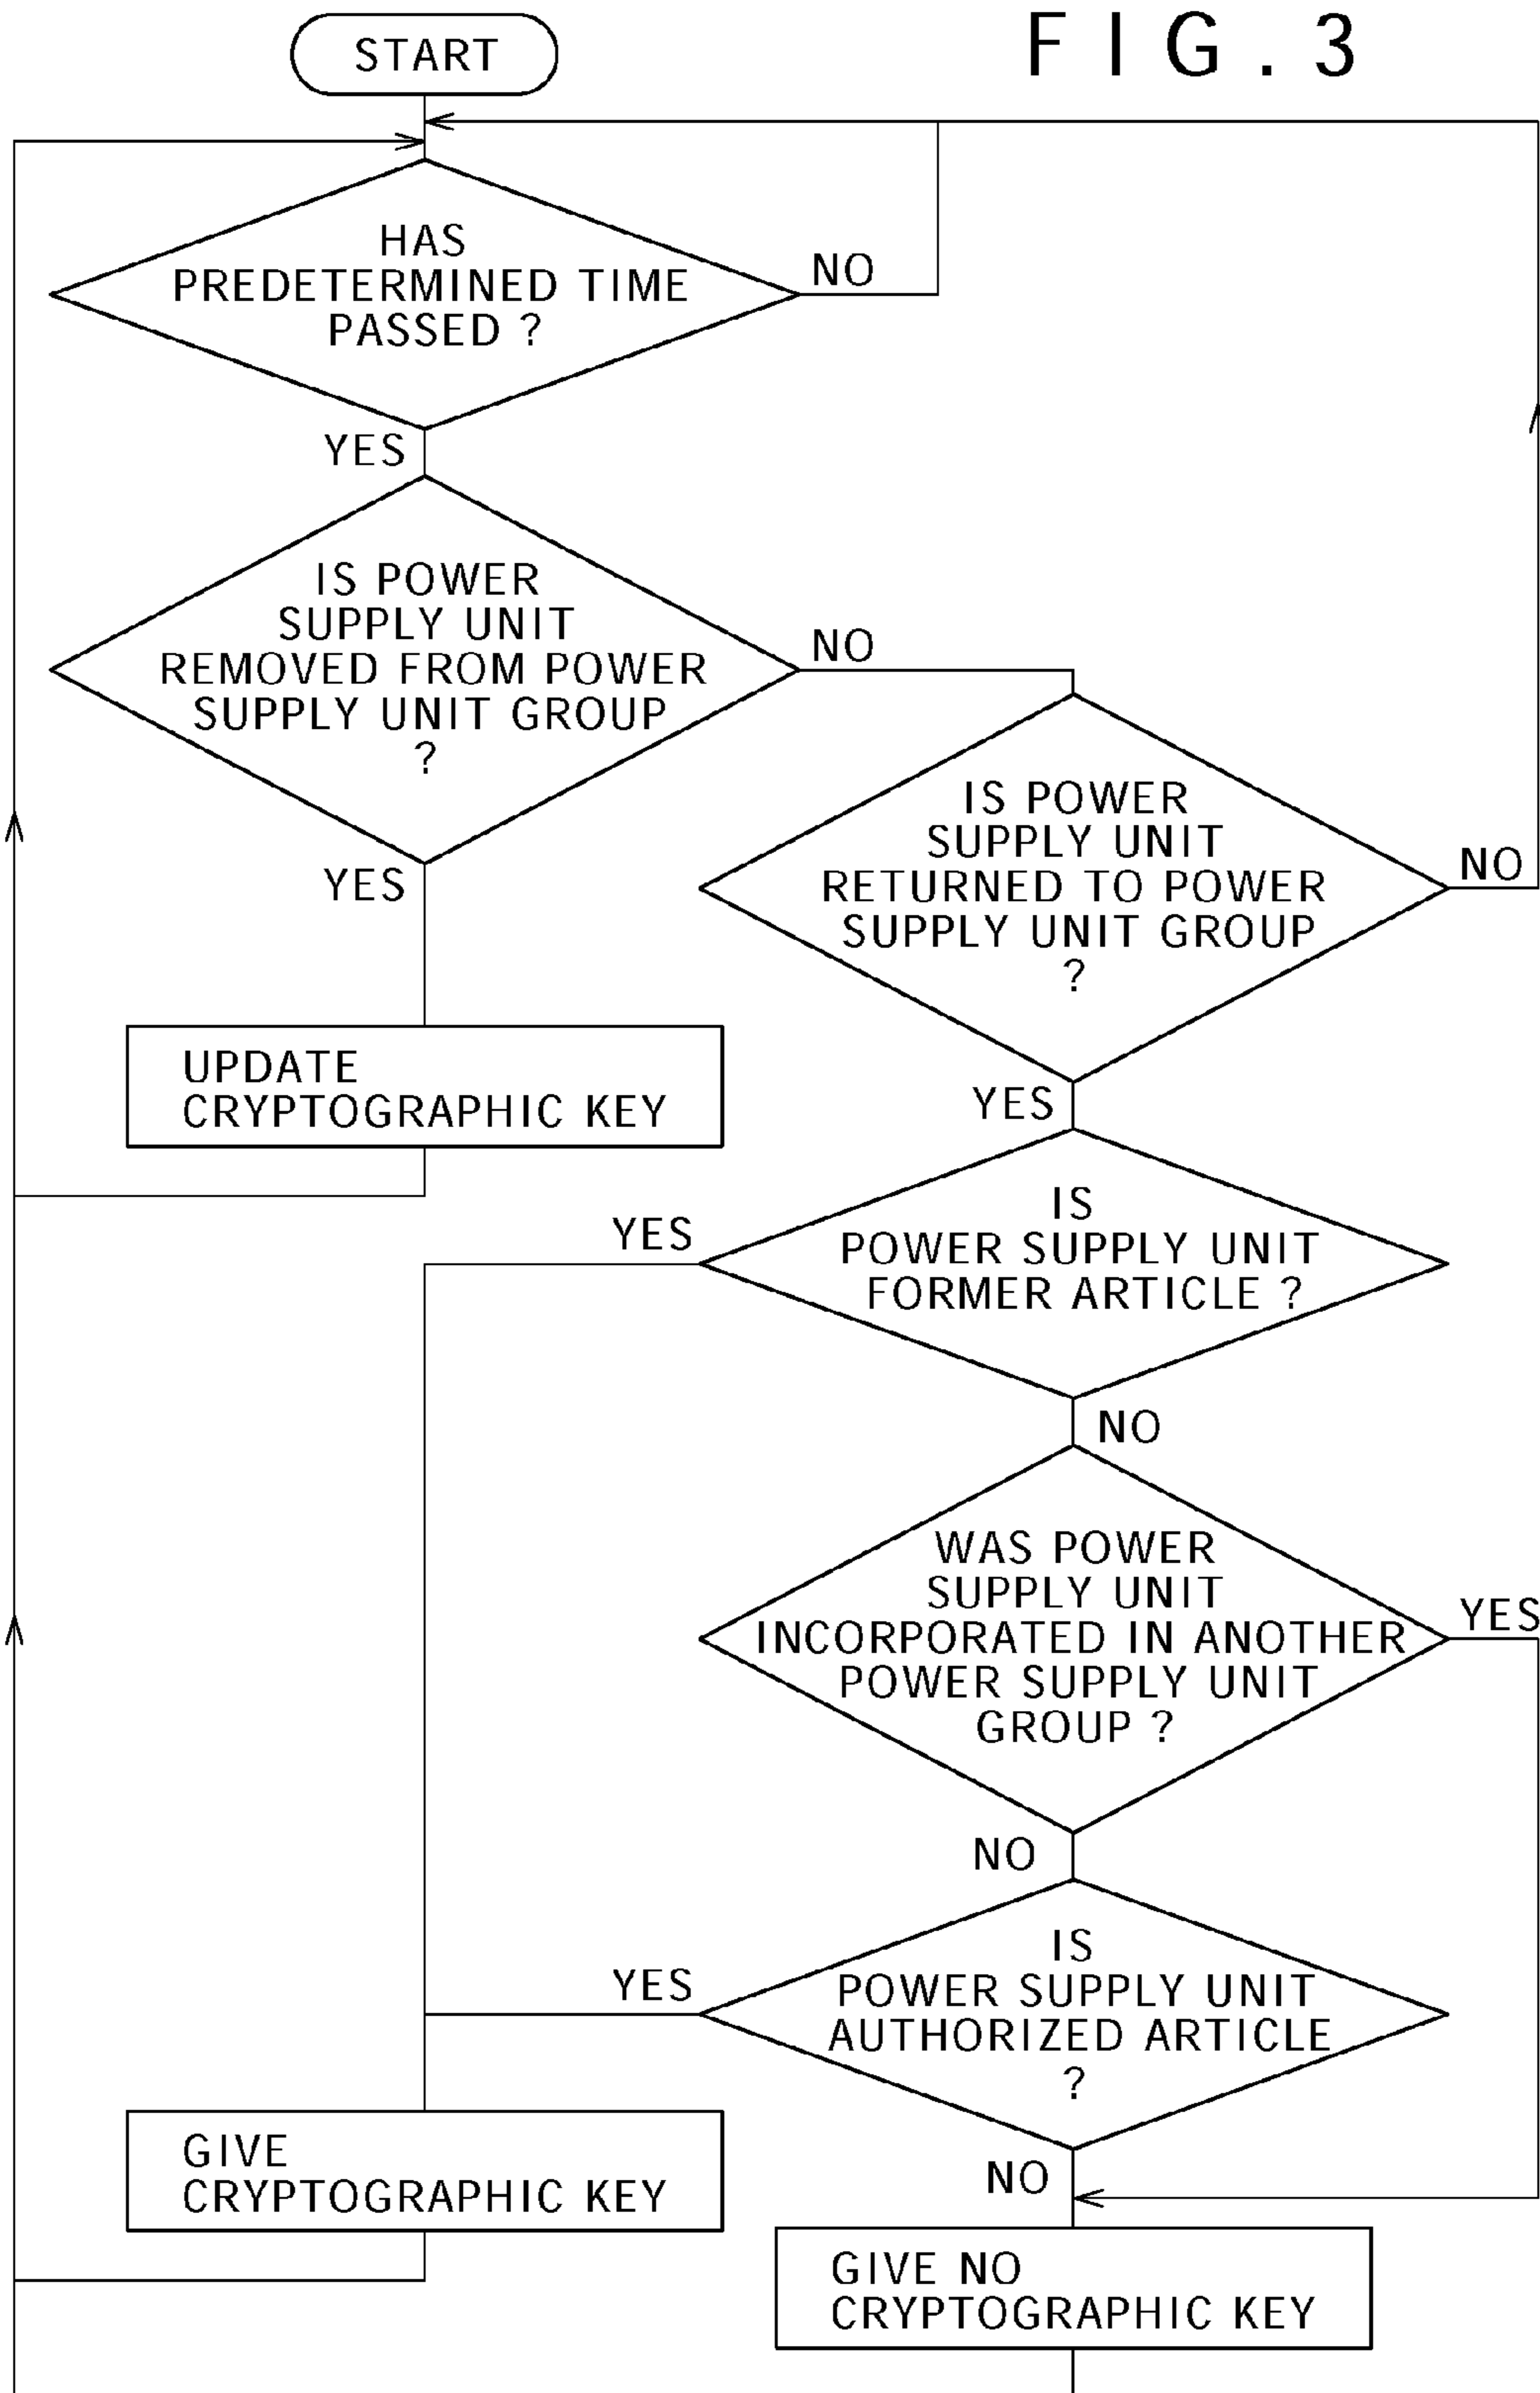 FIG.3
START
HAS
PREDETERMINED TIME
PASSED ?
NO
YES
IS POWER
SUPPLY UNIT
REMOVED FROM POWER
SUPPLY UNIT GROUP
?
NO
YES
IS POWER
SUPPLY UNIT
RETURNED TO POWER
SUPPLY UNIT GROUP
?
NO
YES
UPDATE
CRYPTOGRAPHIC KEY
IS
POWER SUPPLY UNIT
FORMER ARTICLE ?
YES
NO
WAS POWER
SUPPLY UNIT
INCORPORATED IN ANOTHER
POWER SUPPLY UNIT
GROUP ?
YES
NO
IS
POWER SUPPLY UNIT
AUTHORIZED ARTICLE
?
YES
NO
GIVE
CRYPTOGRAPHIC KEY
GIVE NO
CRYPTOGRAPHIC KEY